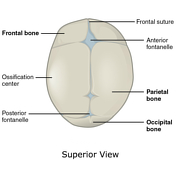 Frontal suture
Frontal bone
Anterior
fontanelle
Ossification
center
Parietal
bone
Posterior
fontanelle
Occipital
bone
Superior View